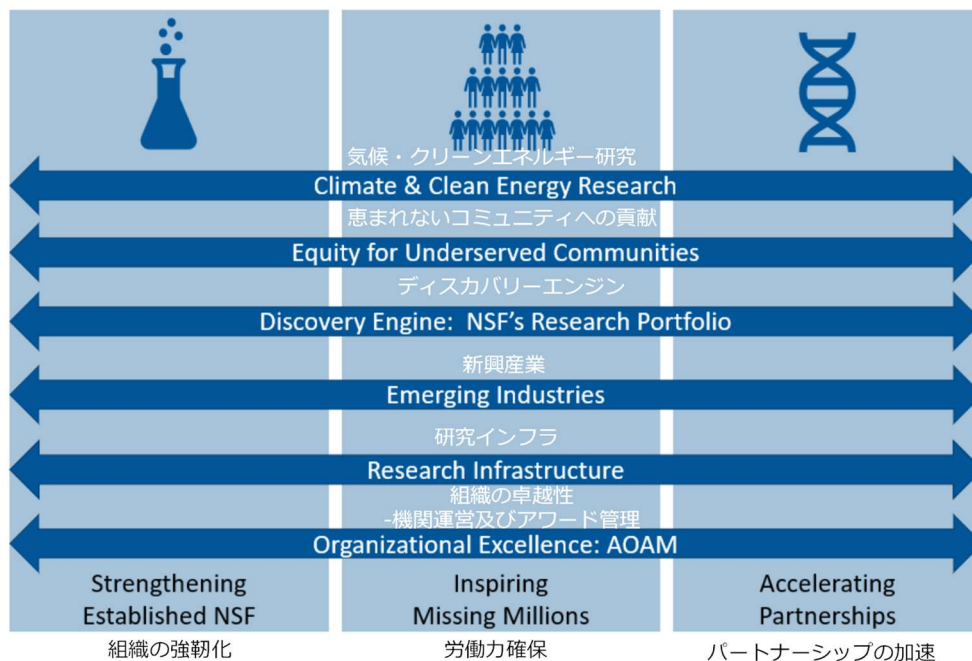 気候・クリーンエネルギー研究
Climate & Clean Energy Research
恵まれないコミュニティへの貢献
Equity for Underserved Communities
ディスカバリーエンジン
Discovery Engine: NSF's Research Portfolio
新興産業
Emerging Industries
研究インフラ
Research Infrastructure
組織の卓越性
-機関運営及びアワード管理
Organizational Excellence: AOAM
Strengthening
Established NSF
組織の強靭化
Inspiring
Missing Millions
労働力確保
Accelerating
Partnerships
パートナーシップの加速